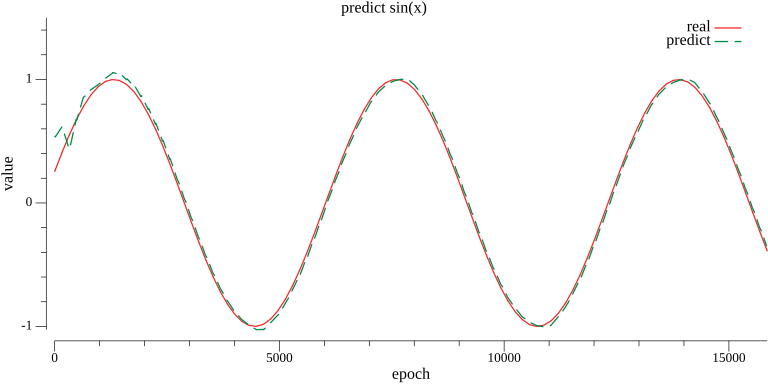 predict sin(x)
real
predict
1
0
-1
value
0
5000
10000
15000
epoch